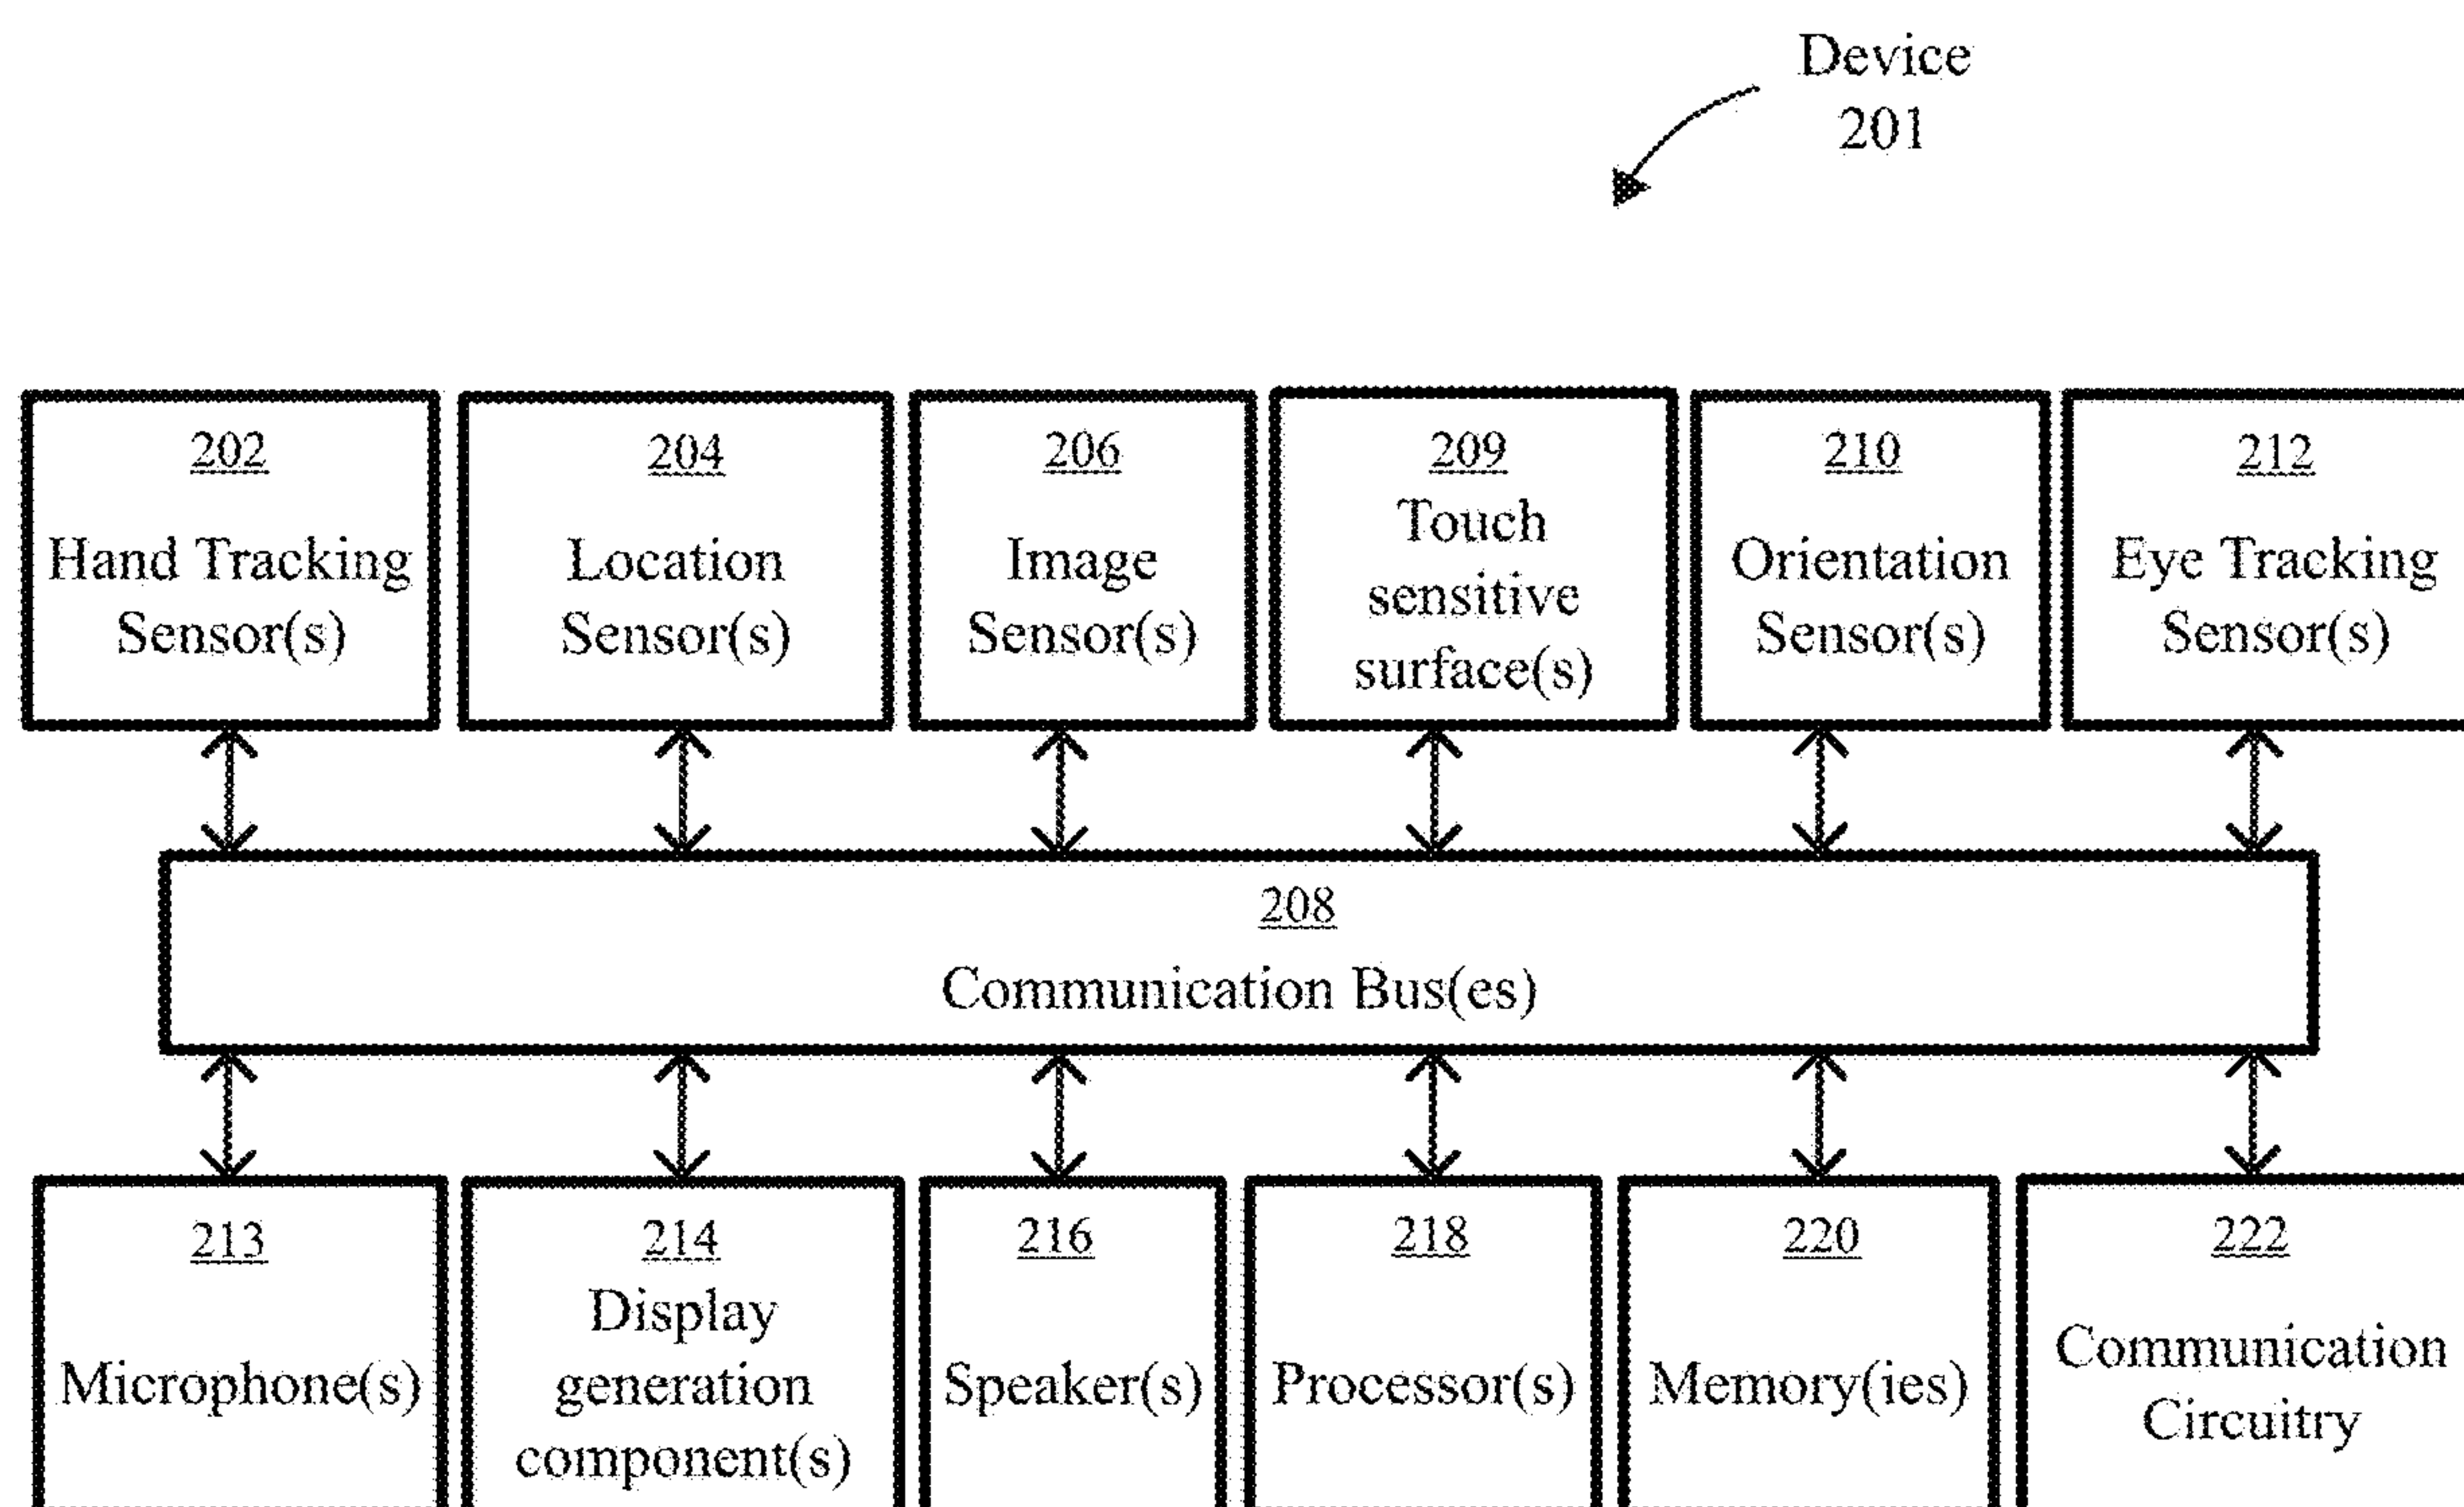 Device
201
202
Hand Tracking
Sensor(s)
204
Location
Sensor(s)
206
Image
Sensor(s)
209
Touch
sensitive
surface(s)
210
Orientation
Sensor(s)
212
Eye Tracking
Sensor(s)
208
Communication Bus(es)
213
Microphone(s)
214
Display
generation
component(s)
216
Speaker(s)
218
Processor(s)
220
Memory(ies)
222
Communication
Circuitry